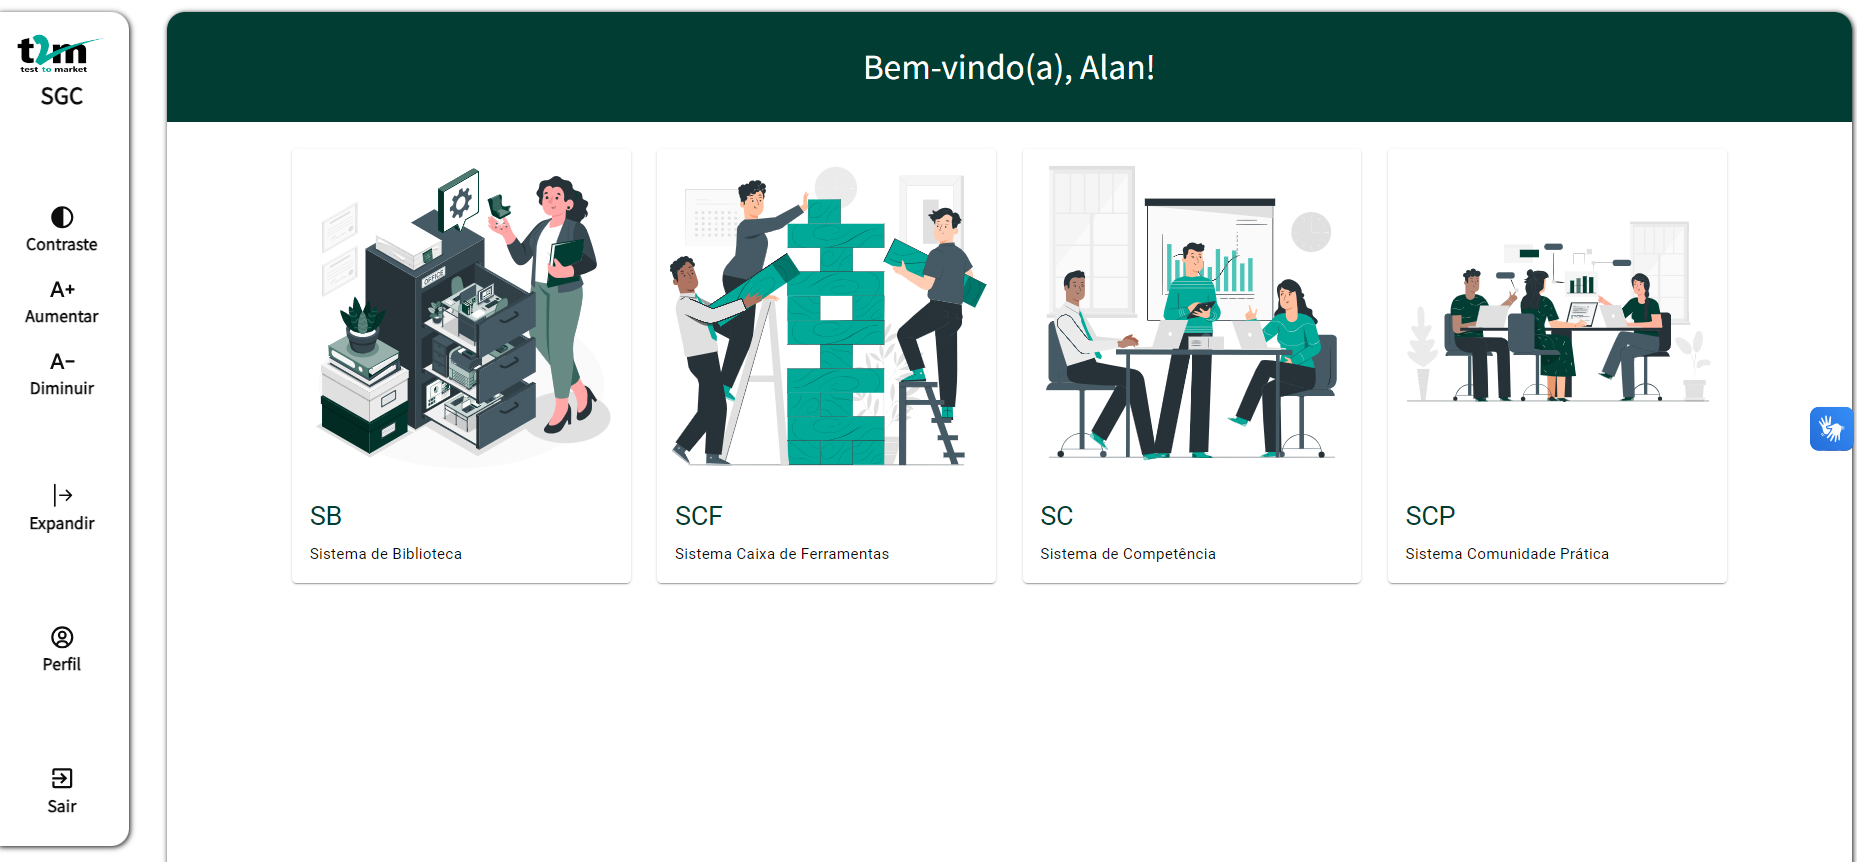 t2m
test to market
SGC
Contraste
A+
Aumentar
A-
Diminuir
Expandir
Perfil
Sair
Bem-vindo(a), Alan!
OFFICE
SB
Sistema de Biblioteca
SCF
Sistema Caixa de Ferramentas
SC
Sistema de Competência
SCP
Sistema Comunidade Prática